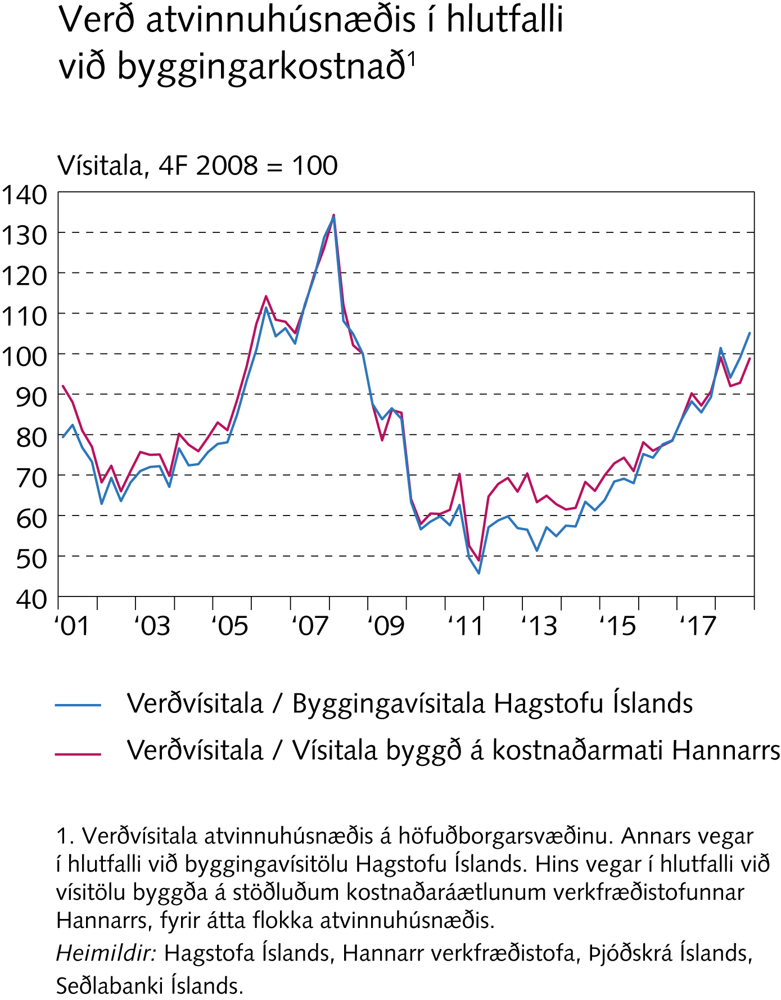 Verð atvinnuhúsnæðis í hlutfalli
við byggingarkostnað¹
Vísitala, 4F 2008 = 100
140
130
120
110
100
90
80
70
60
50
40
‘01 ‘03 ‘05 ‘07 ‘09 ‘11 ‘13 ‘15 ‘17
Verðvísitala / Byggingavísitala Hagstofu Íslands
Verðvísitala / Vísitala byggð á kostnaðarmati Hannarrs
1. Verðvísitala atvinnuhúsnæðis á höfuðborgarsvæðinu. Annars vegar
í hlutfalli við byggingavísitölu Hagstofu Íslands. Hins vegar í hlutfalli við
vísitölu byggða á stöðluðum kostnaðaráætlunum verkfræðistofunnar
Hannarrs, fyrir átta flokka atvinnuhúsnæðis.
Heimildir: Hagstofa Íslands, Hannarr verkfræðistofa, Þjóðskrá Íslands,
Seðlabanki Íslands.